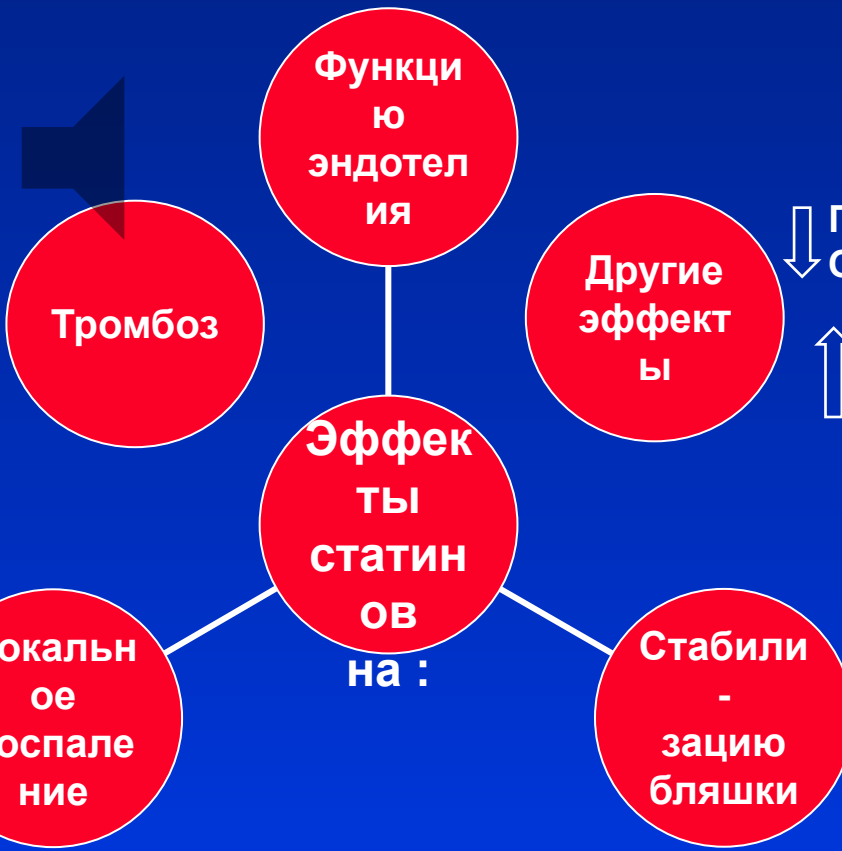 Функци
ю
эндотел
ия
Тромбоз
Другие
эффект
ы
Эффек
ты
статин
ов
на :
окальн
ое
оспале
ние
Стабили
-
зацию
бляшки